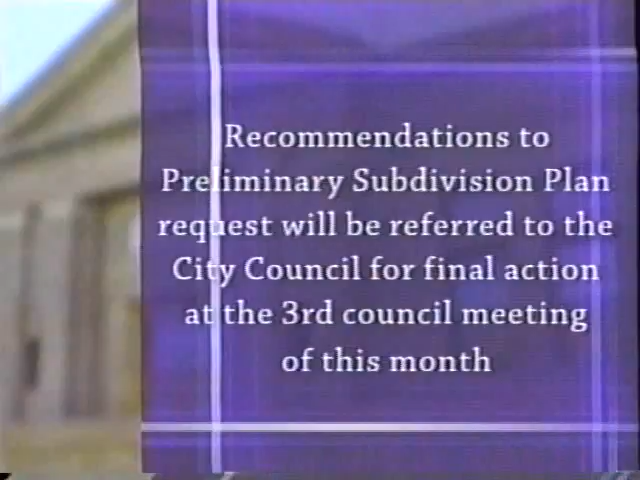 Recommendations to
Preliminary Subdivision Plan
request will be referred to the
City Council for final action
at the 3rd council meeting
of this month